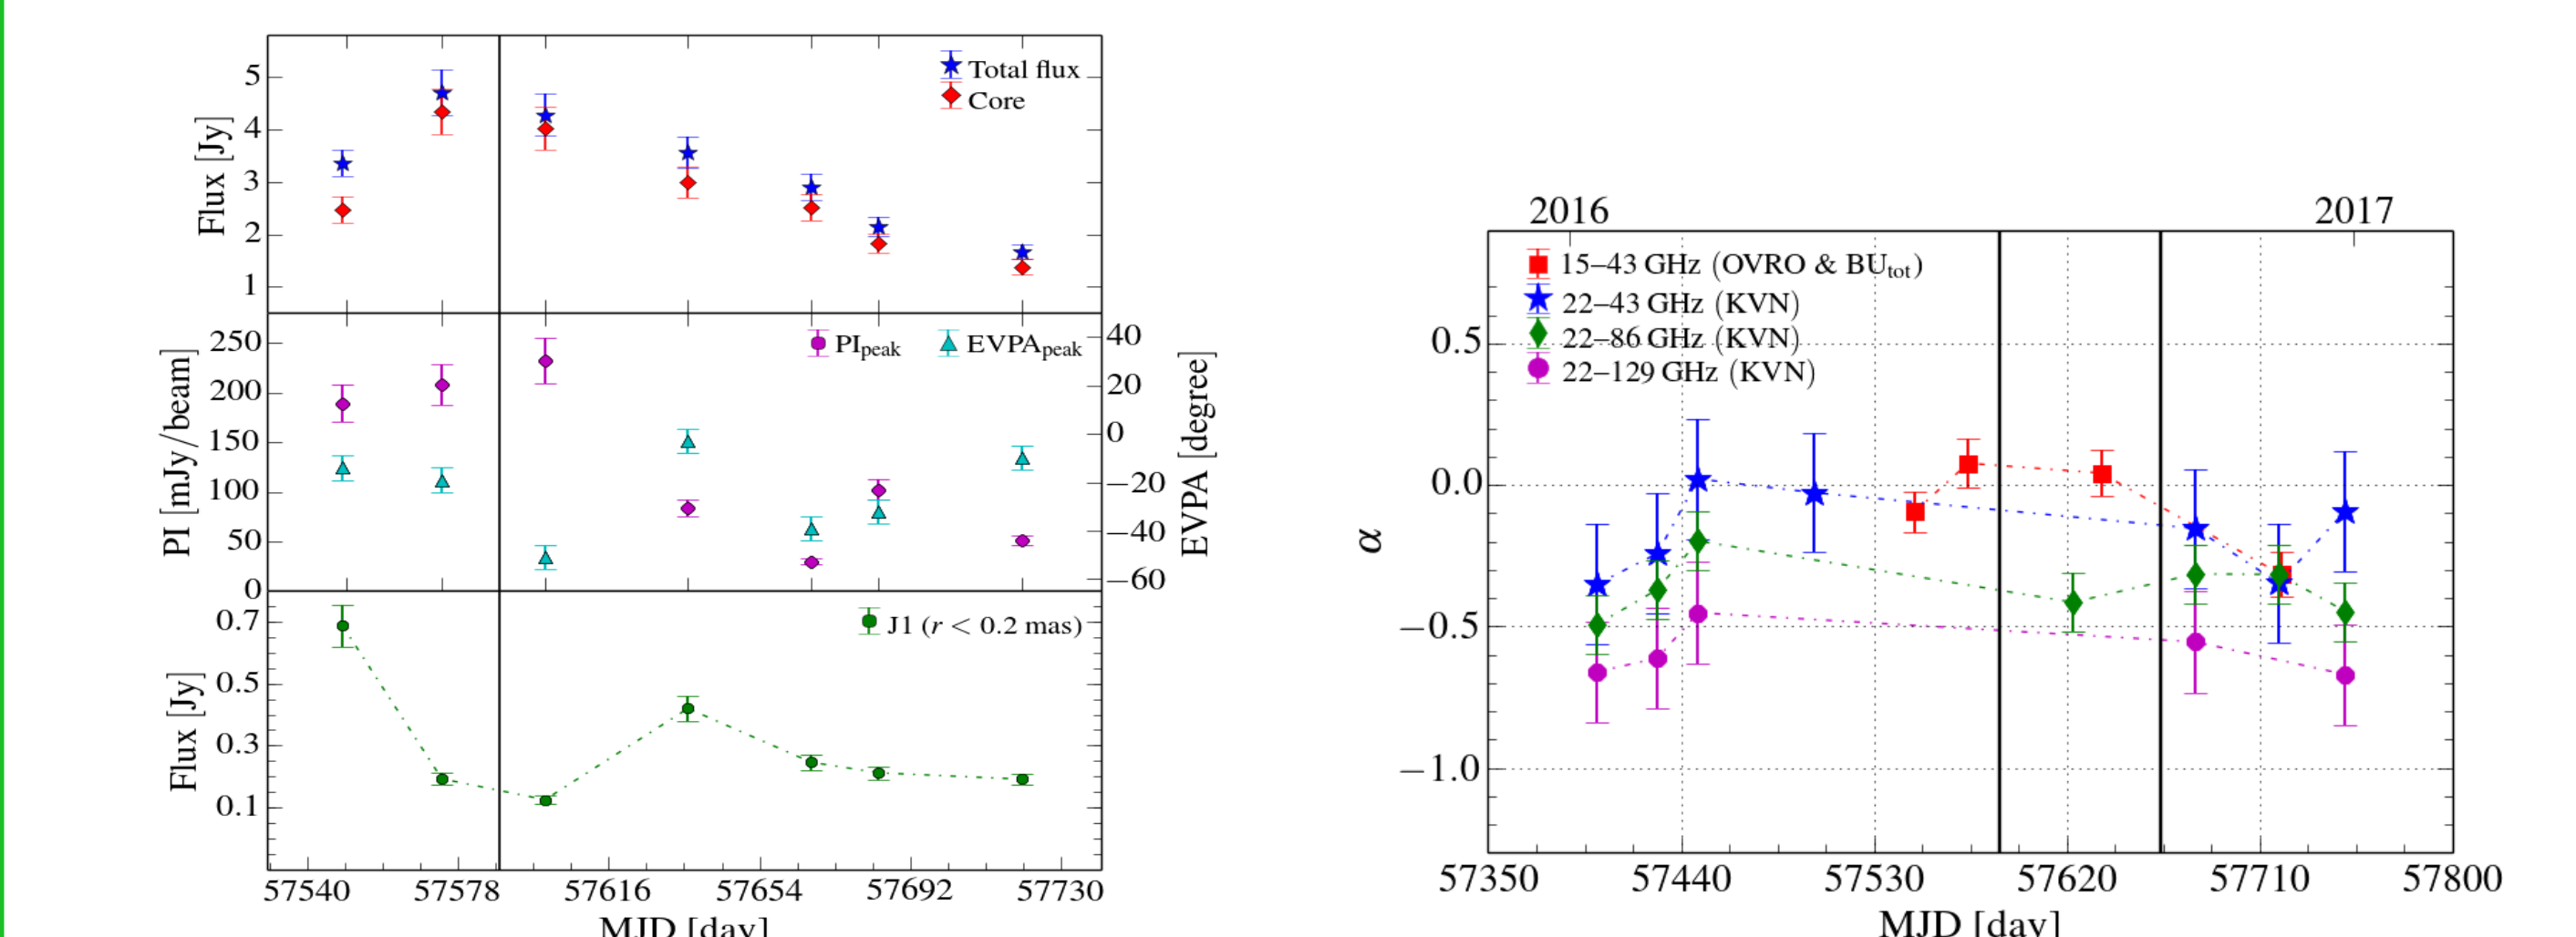 5
4
3
2
1
Flux [Jy]
Total flux
Core
250
200
150
100
50
0
PI [mJy/beam]
PIpeak
EVPApeak
40
20
0
−20
−40
−60
EVPA [degree]
0.7
0.5
0.3
0.1
Flux [Jy]
J1 (r < 0.2 mas)
57540 57578 57616 57654 57692 57730
MJD [day]
2016 2017
15–43 GHz (OVRO & BUtot)
22–43 GHz (KVN)
22–86 GHz (KVN)
22–129 GHz (KVN)
0.5
0.0
−0.5
−1.0
α
57350 57440 57530 57620 57710 57800
MJD [day]